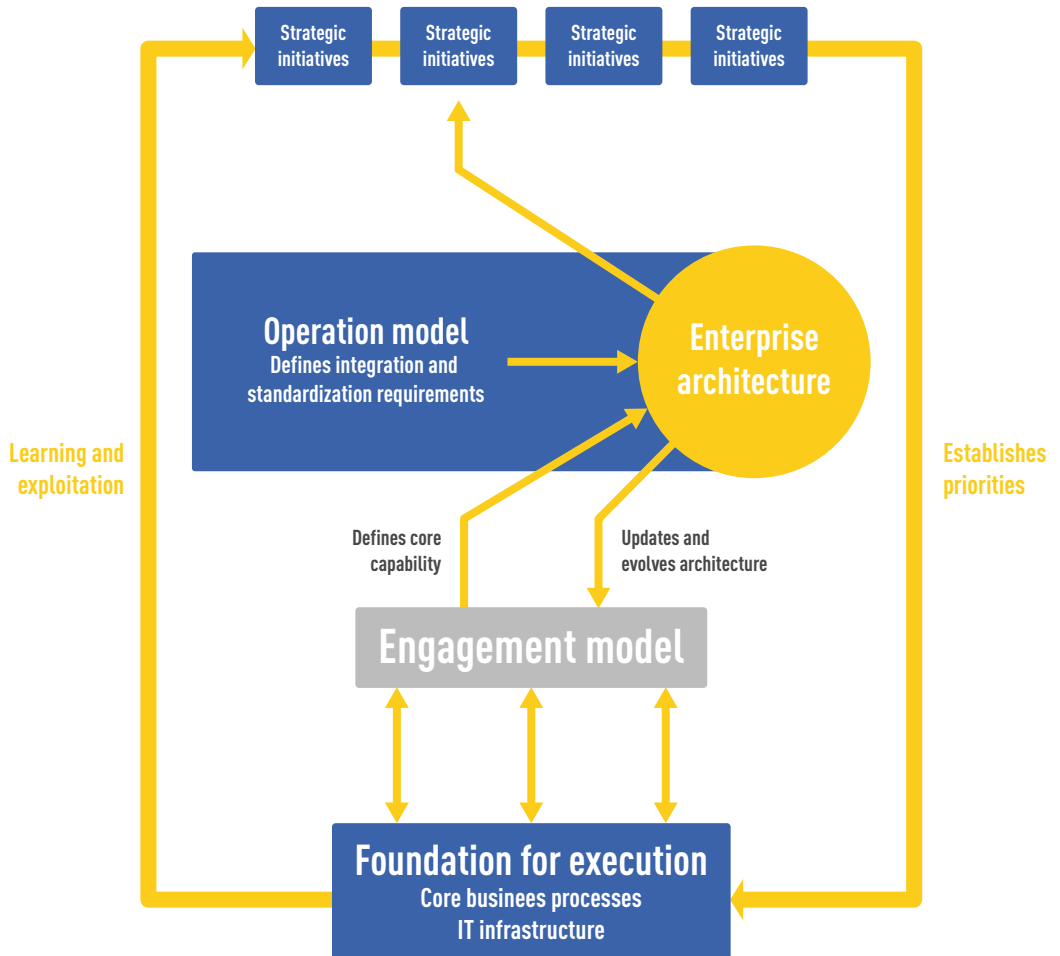 Strategic
initiatives
Strategic
initiatives
Strategic
initiatives
Strategic
initiatives
Operation model
Defines integration and
standardization requirements
Enterprise
architecture
Learning and
exploitation
Establishes
priorities
Defines core
capability
Updates and
evolves architecture
Engagement model
Foundation for execution
Core businees processes
IT infrastructure